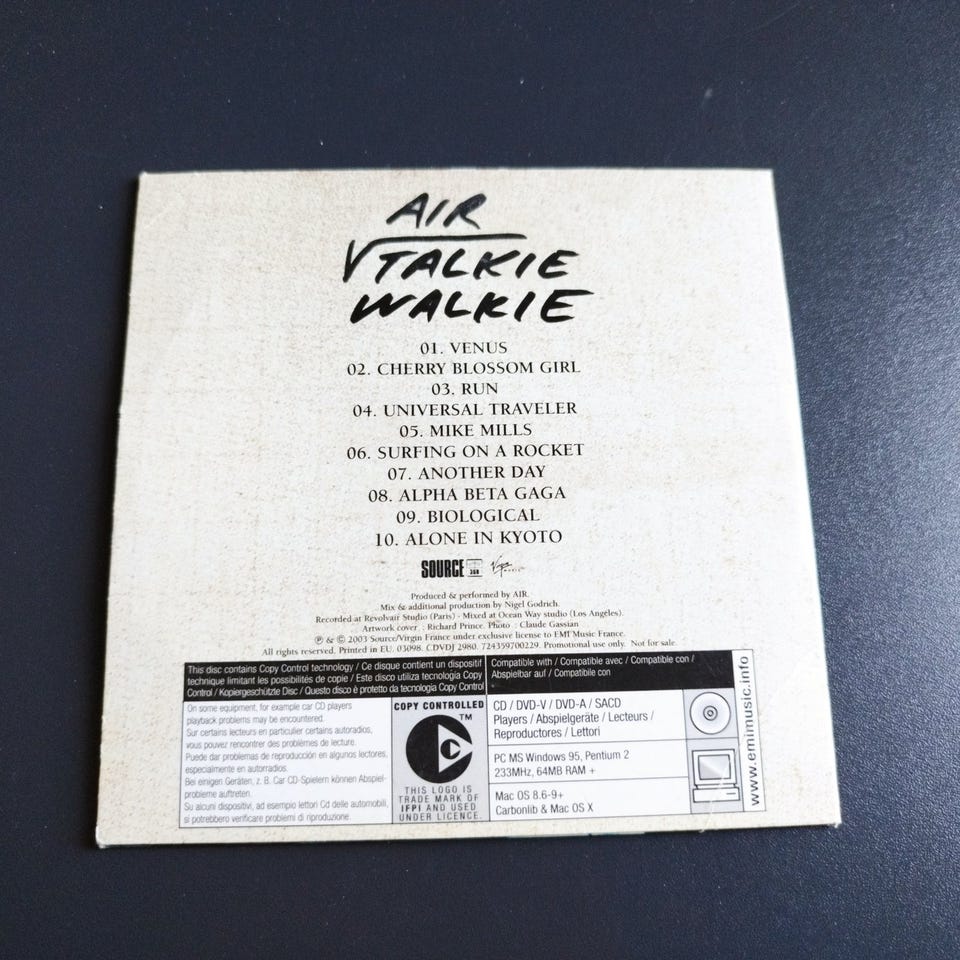 AIR
TALKIE
WALKIE
01. VENUS
02. CHERRY BLOSSOM GIRL
03. RUN
04. UNIVERSAL TRAVELER
05. MIKE MILLS
06. SURFING ON A ROCKET
07. ANOTHER DAY
08. ALPHA BETA GAGA
09. BIOLOGICAL
10. ALONE IN KYOTO
SOURCE 360
Produced & performed by AIR.
Mix & additional production by Nigel Godrich.
Recorded at Revolvair Studio (Paris) - Mixed at Ocean Way studio (Los Angeles).
Artwork cover : Richard Prince. Photo : Claude Gassian
℗ & © 2003 Source/Virgin France under exclusive license to EMI Music France.
All rights reserved. Printed in EU. 03098. CDVDJ 2980. 724359700229. Promotional use only. Not for sale.
This disc contains Copy Control technology / Ce disque contient un dispositif
technique limitant les possibilités de copie / Este disco utiliza tecnologia Copy
Control / Kopiergeschützte Disc / Questo disco è protetto da tecnologia Copy Control
On some equipment, for example car CD players
playback problems may be encountered.
Sur certains lecteurs en particulier certains autoradios,
vous pouvez rencontrer des problèmes de lecture.
Puede dar problemas de reproducción en algunos lectores,
especialmente en autorradios.
Bei einigen Geräten, z. B. Car CD-Spielern können Abspiel-
probleme auftreten.
Su alcuni dispositivi, ad esempio lettori Cd delle automobili,
si potrebbero verificare problemi di riproduzione.
COPY CONTROLLED
TM
C
THIS LOGO IS
TRADE MARK OF
IFPI AND USED
UNDER LICENCE.
Compatible with / Compatible avec / Compatible con /
Abspielbar auf / Compatibile con
CD / DVD-V / DVD-A / SACD
Players / Abspielgeräte / Lecteurs /
Reproductores / Lettori
PC MS Windows 95, Pentium 2
233MHz, 64MB RAM +
Mac OS 8.6-9+
Carbonlib & Mac OS X
www.emimusic.info